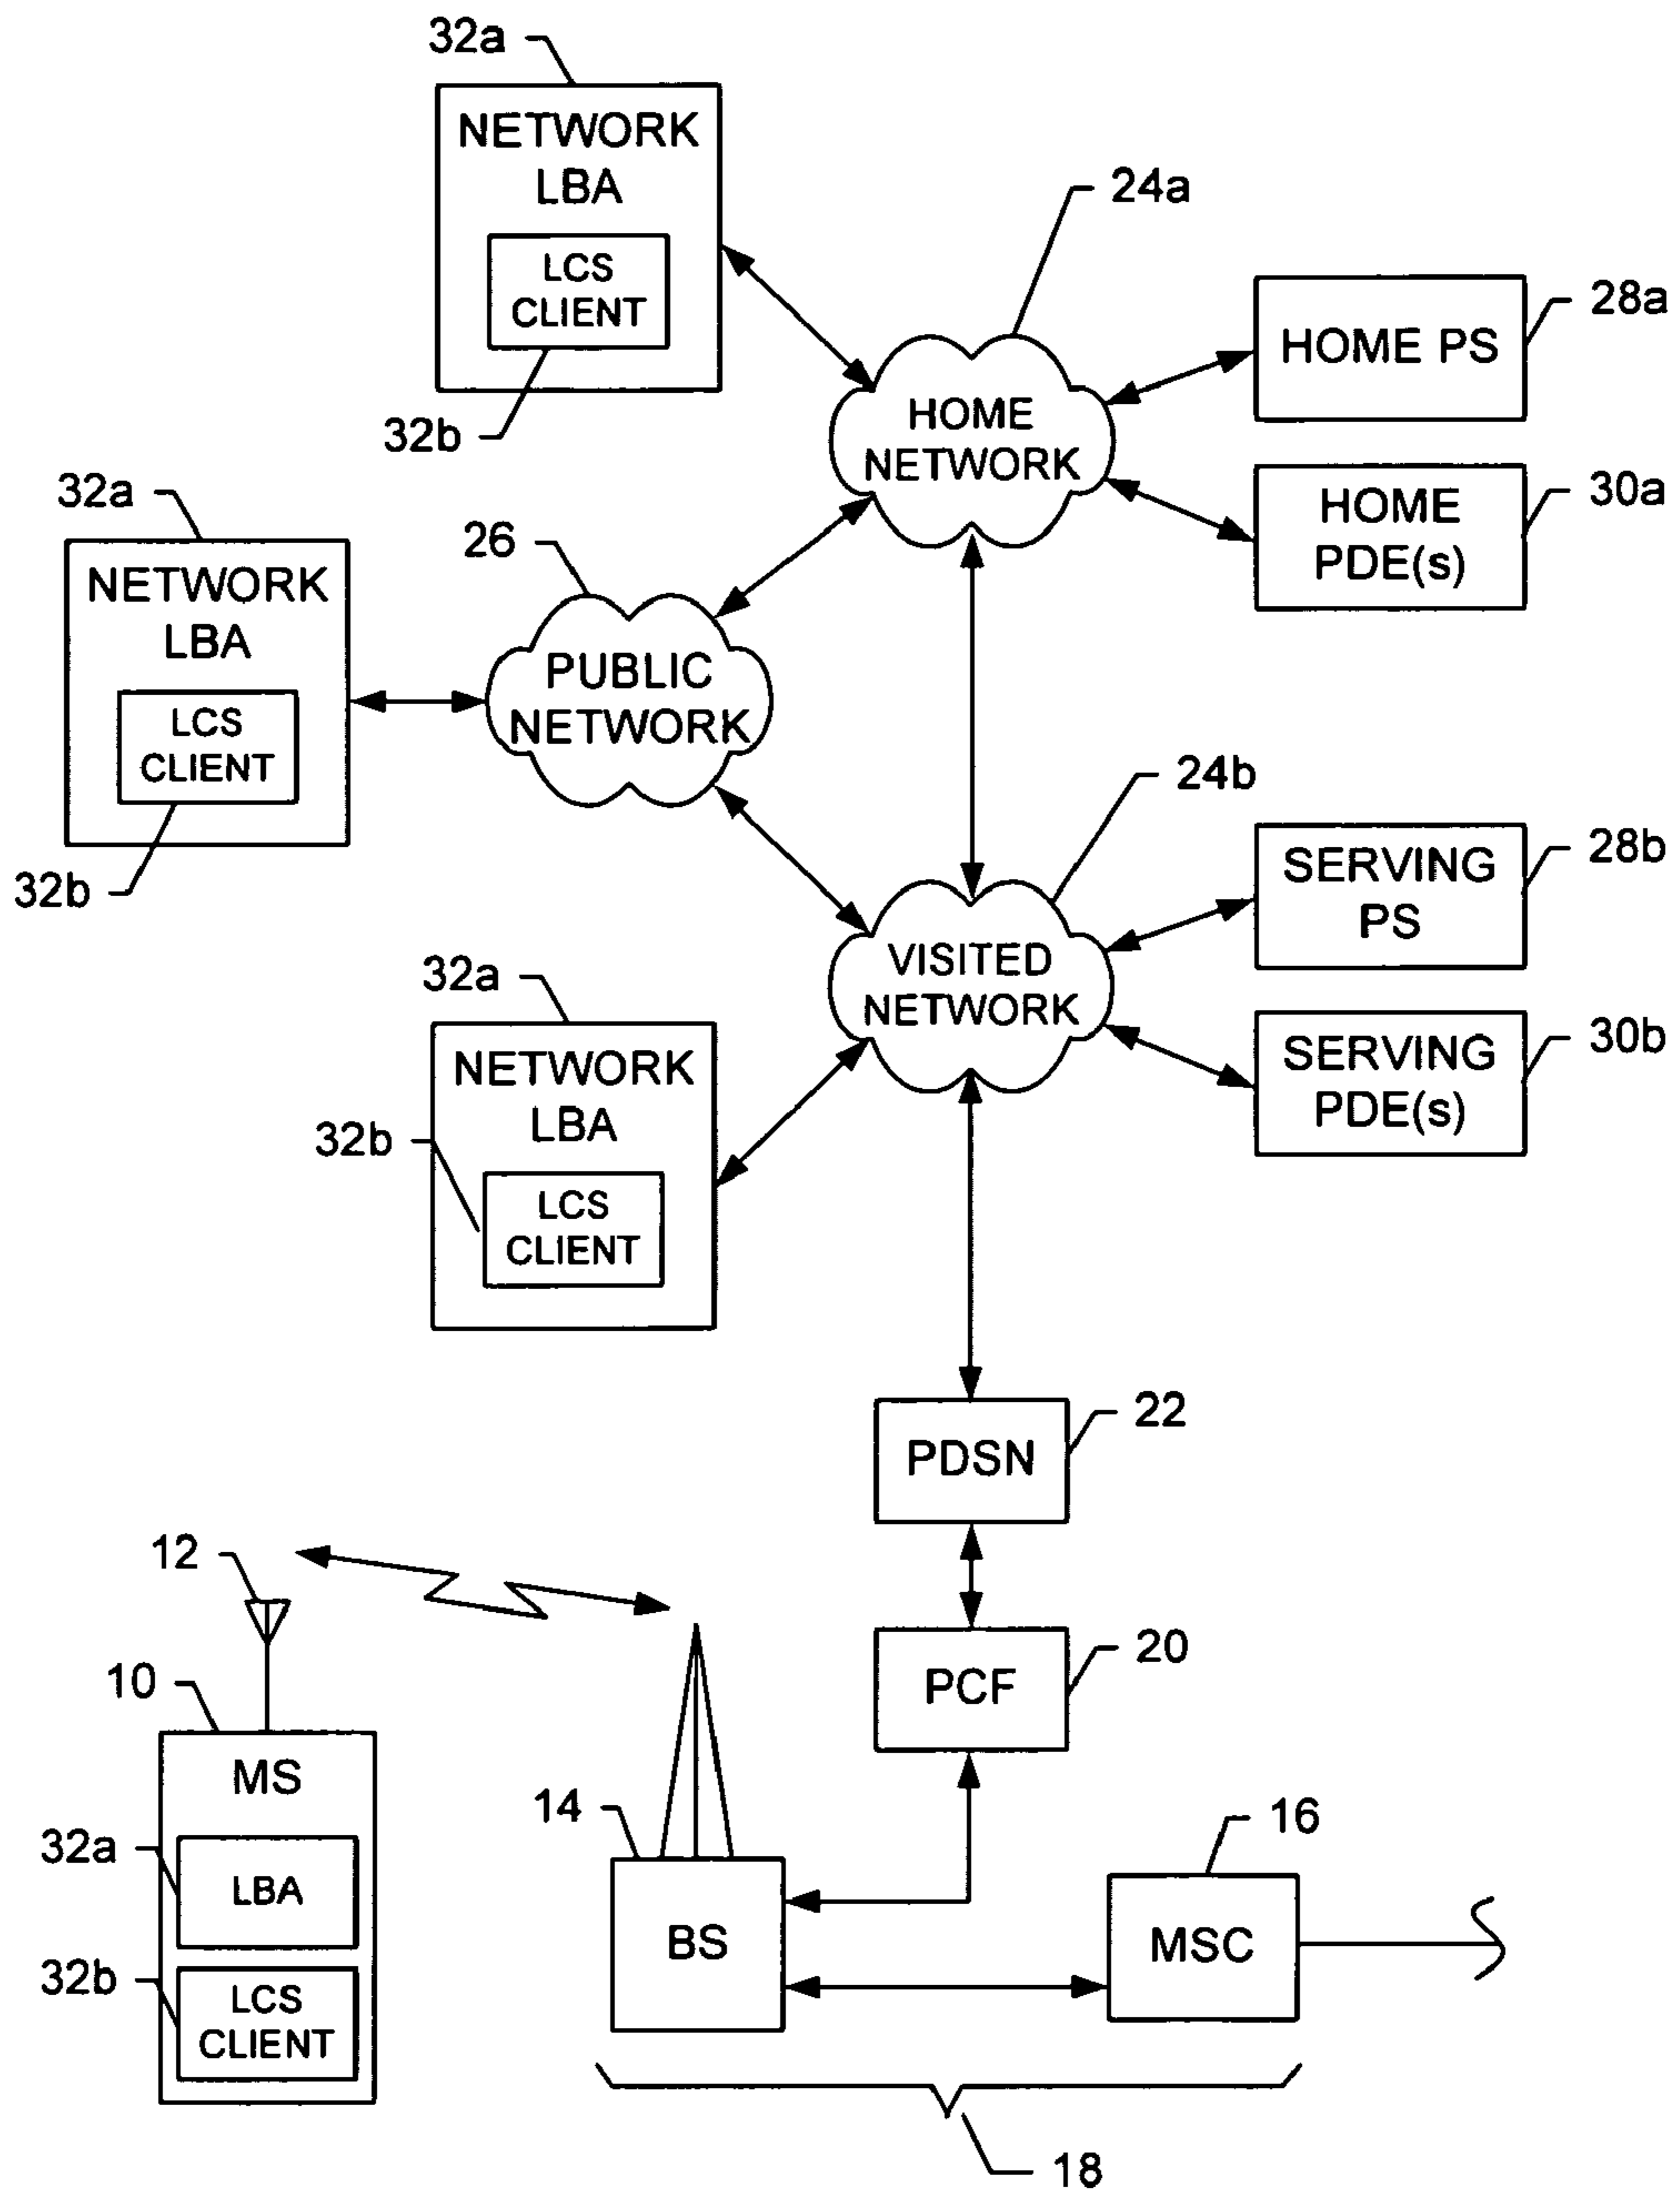 32a
NETWORK
LBA
LCS
CLIENT
32b
24a
HOME
NETWORK
28a
HOME PS
30a
HOME
PDE(s)
32a
NETWORK
LBA
LCS
CLIENT
32b
26
PUBLIC
NETWORK
24b
VISITED
NETWORK
28b
SERVING
PS
30b
SERVING
PDE(s)
32a
NETWORK
LBA
32b
LCS
CLIENT
22
PDSN
12
20
PCF
10
MS
32a
LBA
32b
LCS
CLIENT
14
BS
16
MSC
18